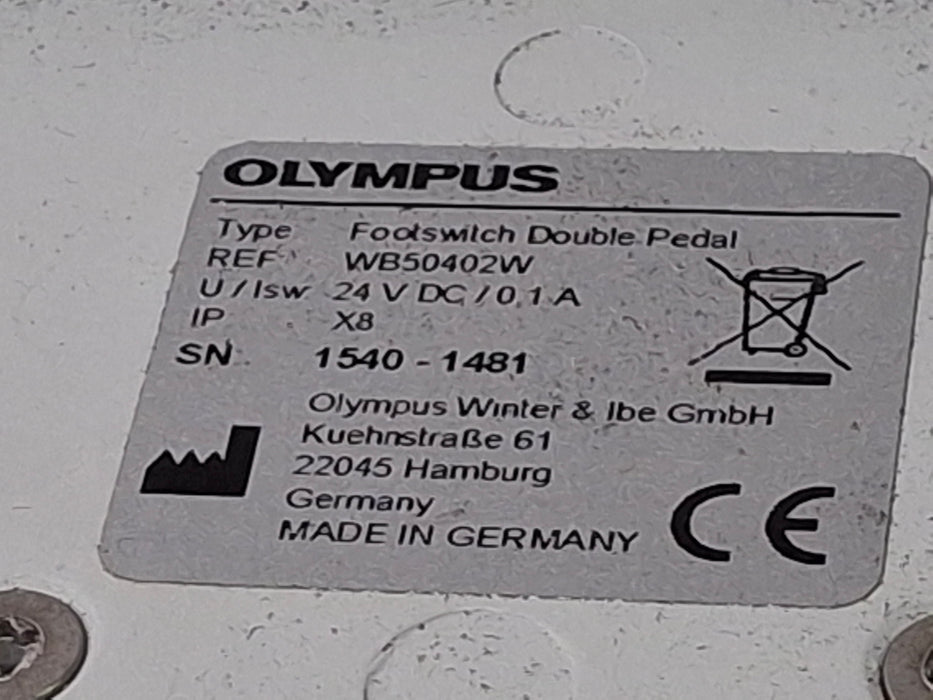 OLYMPUS
Type Footswitch Double Pedal
REF WB50402W
U / Isw 24 V DC / 0.1 A
IP X8
SN 1540 - 1481
Olympus Winter & Ibe GmbH
Kuehnstraße 61
22045 Hamburg
Germany
MADE IN GERMANY
CE